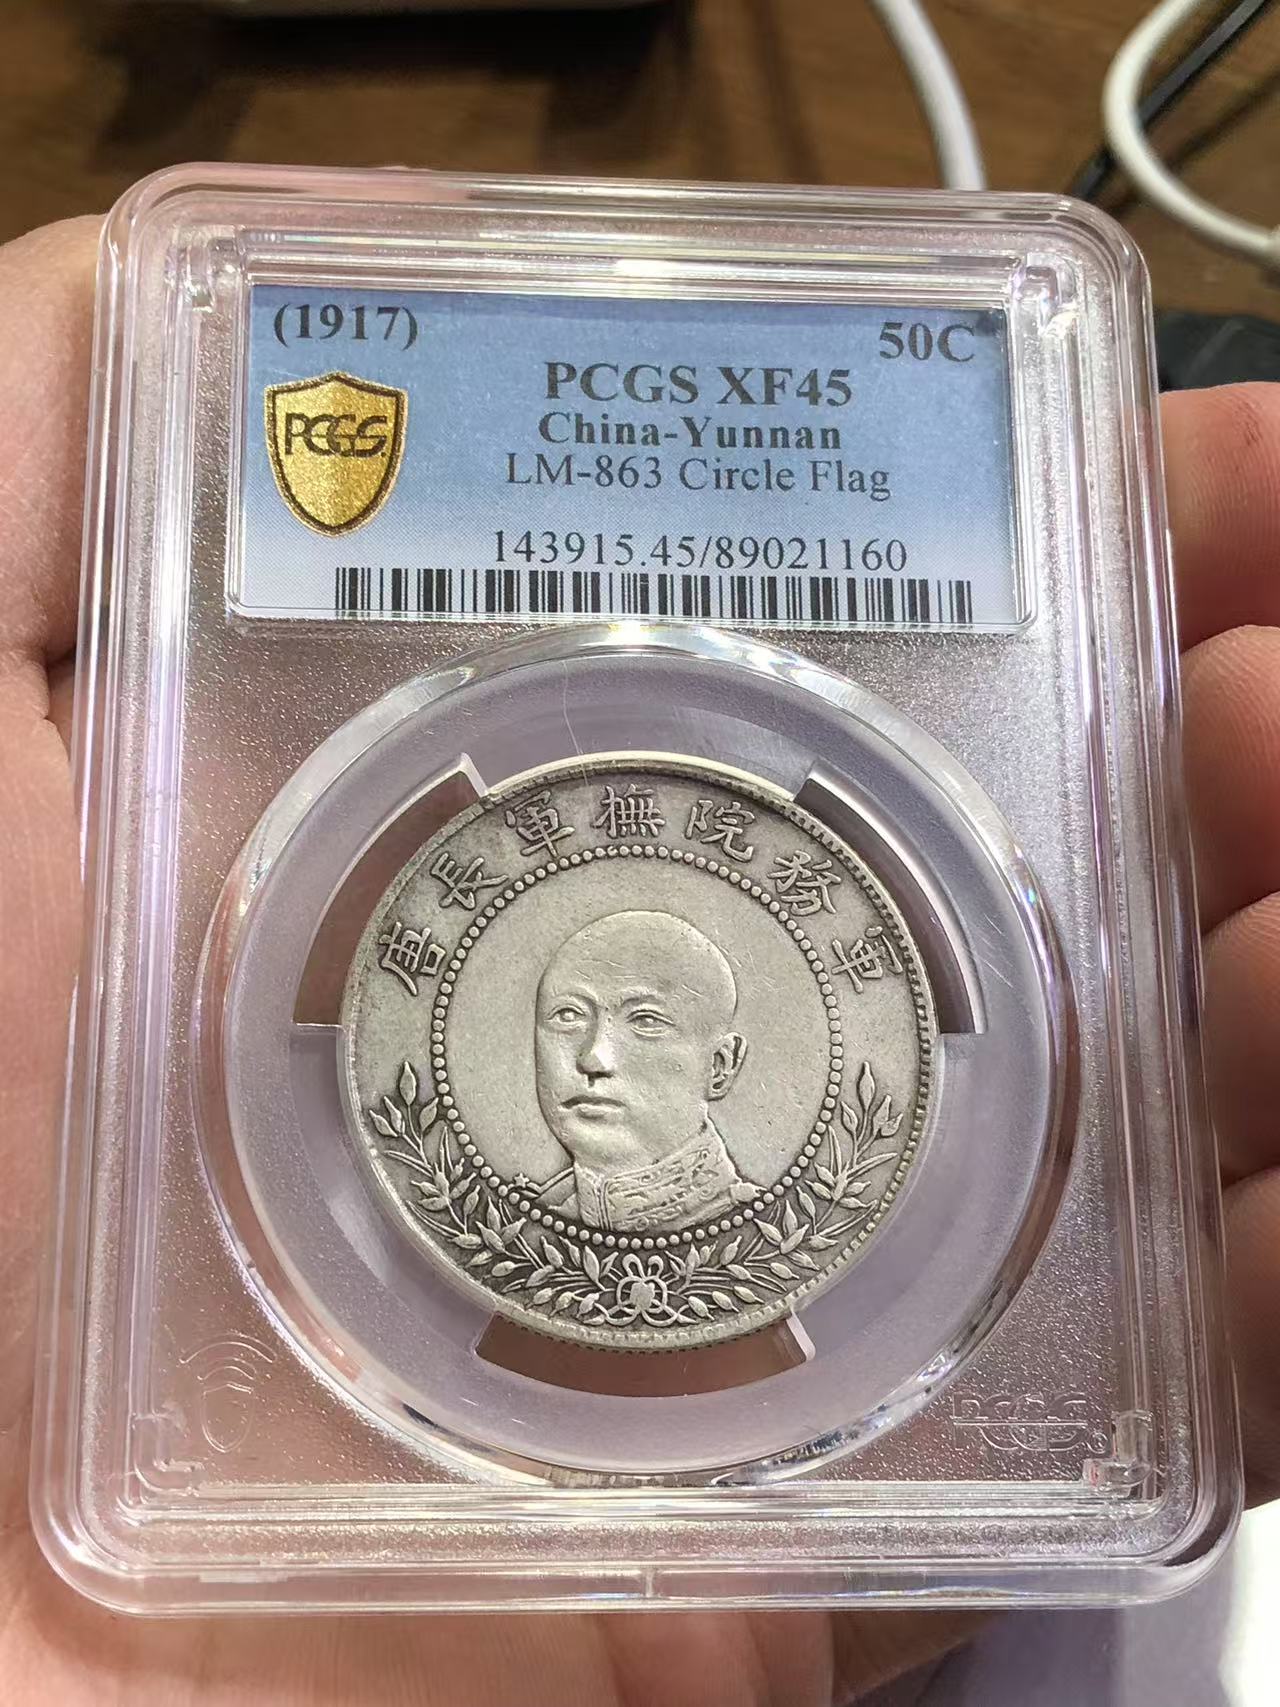 (1917)
50C
PCGS XF45
China-Yunnan
PCGS
LM-863 Circle Flag
143915.45/89021160
軍務院撫軍長唐
PCGS